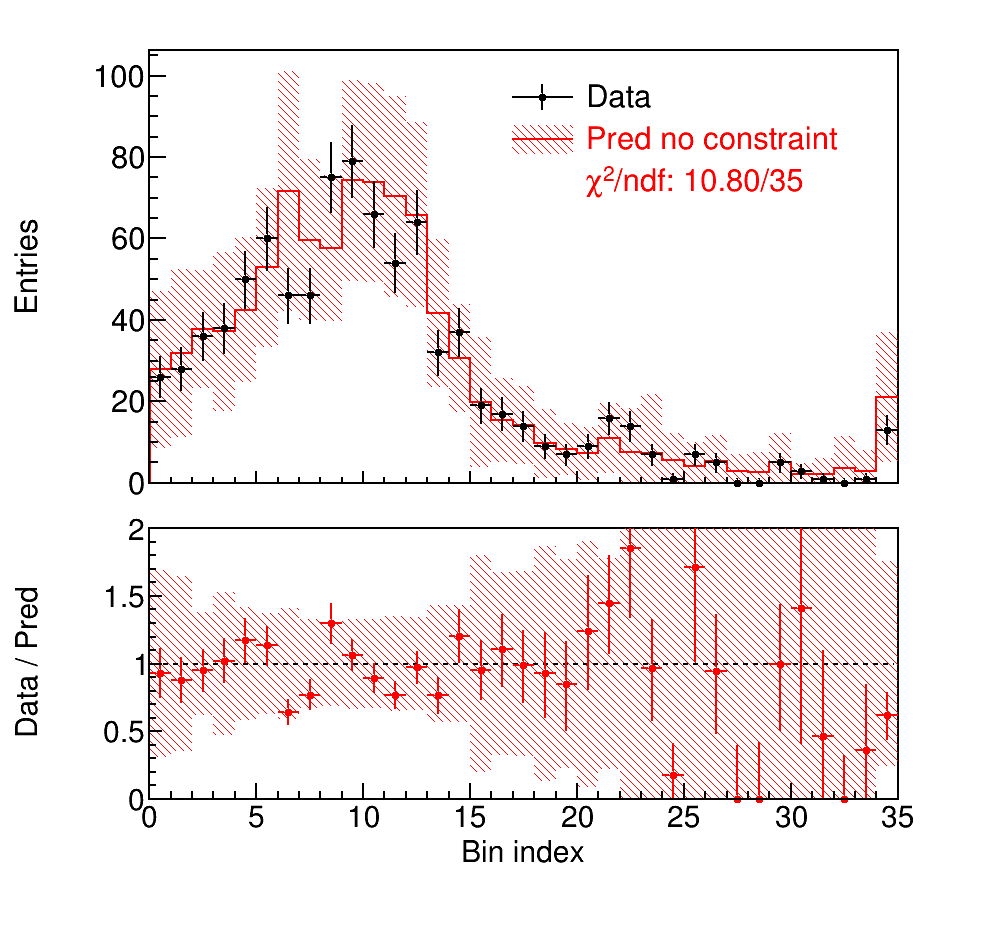 100
80
60
40
20
0
Entries
Data
Pred no constraint
χ²/ndf: 10.80/35
2
1.5
1
0.5
0
Data / Pred
0 5 10 15 20 25 30 35
Bin index